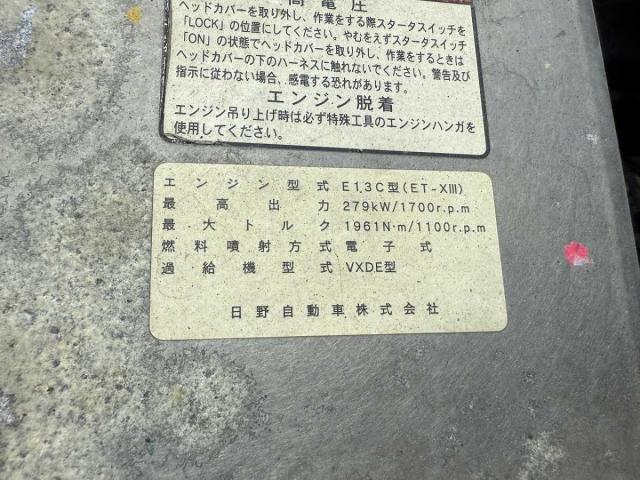 高電圧
ヘッドカバーを取り外し、作業をする際スタータスイッチを
「LOCK」の位置にしてください。やむをえずスタータスイッチ
「ON」の状態でヘッドカバーを取り外し、作業をするときは
ヘッドカバーの下のハーネスに触れないでください。警告及び
指示に従わない場合、感電する恐れがあります。
エンジン脱着
エンジン吊り上げ時は必ず特殊工具のエンジンハンガを
使用してください。
エンジン型式 E13C型(ET-XIII)
最高出力 279kW/1700r.p.m
最大トルク 1961N·m/1100r.p.m
燃料噴射方式 電子式
過給機型式 VXDE型
日野自動車株式会社